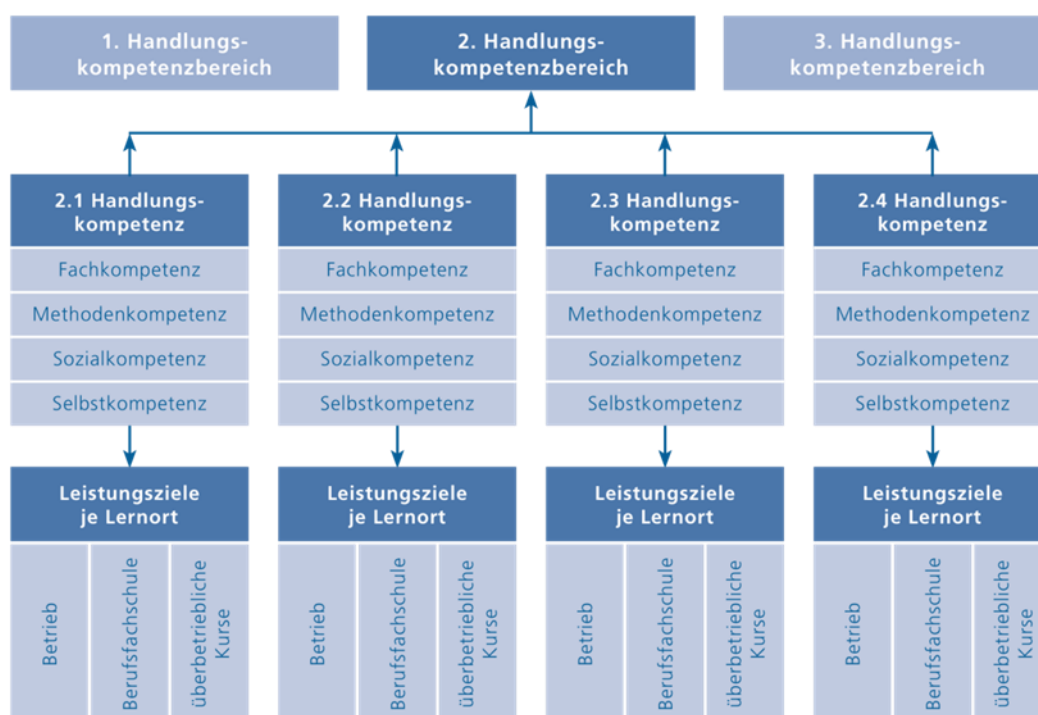 1. Handlungs-
kompetenzbereich
2. Handlungs-
kompetenzbereich
3. Handlungs-
kompetenzbereich
2.1 Handlungs-
kompetenz
Fachkompetenz
Methodenkompetenz
Sozialkompetenz
Selbstkompetenz
Leistungsziele
je Lernort
Betrieb
Berufsfachschule
überbetriebliche
Kurse
2.2 Handlungs-
kompetenz
Fachkompetenz
Methodenkompetenz
Sozialkompetenz
Selbstkompetenz
Leistungsziele
je Lernort
Betrieb
Berufsfachschule
überbetriebliche
Kurse
2.3 Handlungs-
kompetenz
Fachkompetenz
Methodenkompetenz
Sozialkompetenz
Selbstkompetenz
Leistungsziele
je Lernort
Betrieb
Berufsfachschule
überbetriebliche
Kurse
2.4 Handlungs-
kompetenz
Fachkompetenz
Methodenkompetenz
Sozialkompetenz
Selbstkompetenz
Leistungsziele
je Lernort
Betrieb
Berufsfachschule
überbetriebliche
Kurse